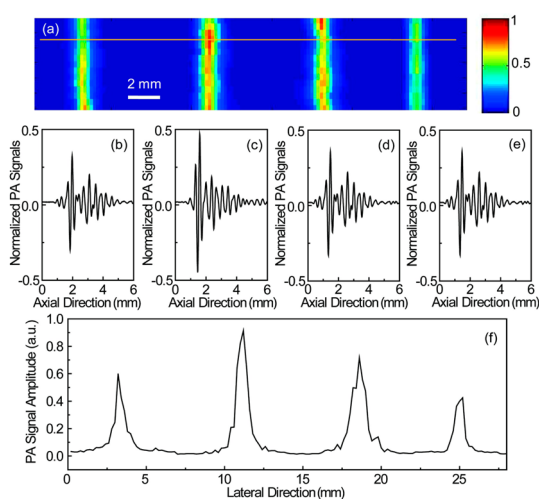 (a)
2 mm
1
0.5
0
0.5
0.0
-0.5
Normalized PA Signals
(b)
0 2 4 6
Axial Direction (mm)
0.5
0.0
-0.5
Normalized PA Signals
(c)
0 2 4 6
Axial Direction (mm)
0.5
0.0
-0.5
Normalized PA Signals
(d)
0 2 4 6
Axial Direction (mm)
0.5
0.0
-0.5
Normalized PA Signals
(e)
0 2 4 6
Axial Direction (mm)
PA Signal Amplitude (a.u.)
1.0
0.8
0.6
0.4
0.2
0.0
(f)
0 5 10 15 20 25
Lateral Direction (mm)